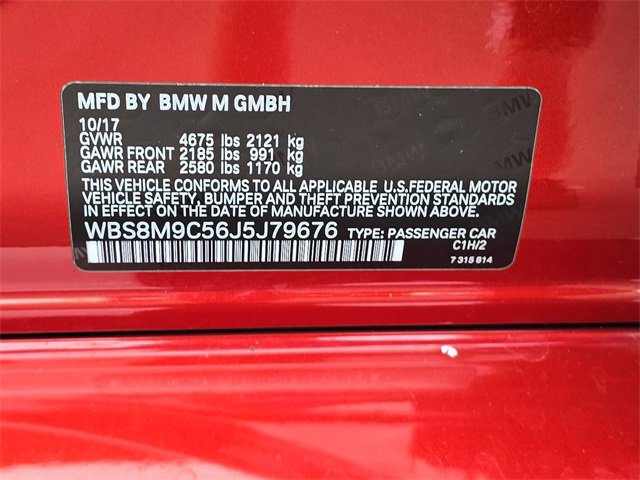 MFD BY BMW M GMBH
10/17
GVWR 4675 lbs 2121 kg
GAWR FRONT 2185 lbs 991 kg
GAWR REAR 2580 lbs 1170 kg
THIS VEHICLE CONFORMS TO ALL APPLICABLE U.S.FEDERAL MOTOR
VEHICLE SAFETY, BUMPER, AND THEFT PREVENTION STANDARDS
IN EFFECT ON THE DATE OF MANUFACTURE SHOWN ABOVE.
WBS8M9C56J5J79676 TYPE: PASSENGER CAR
C1H/2
7 315 814